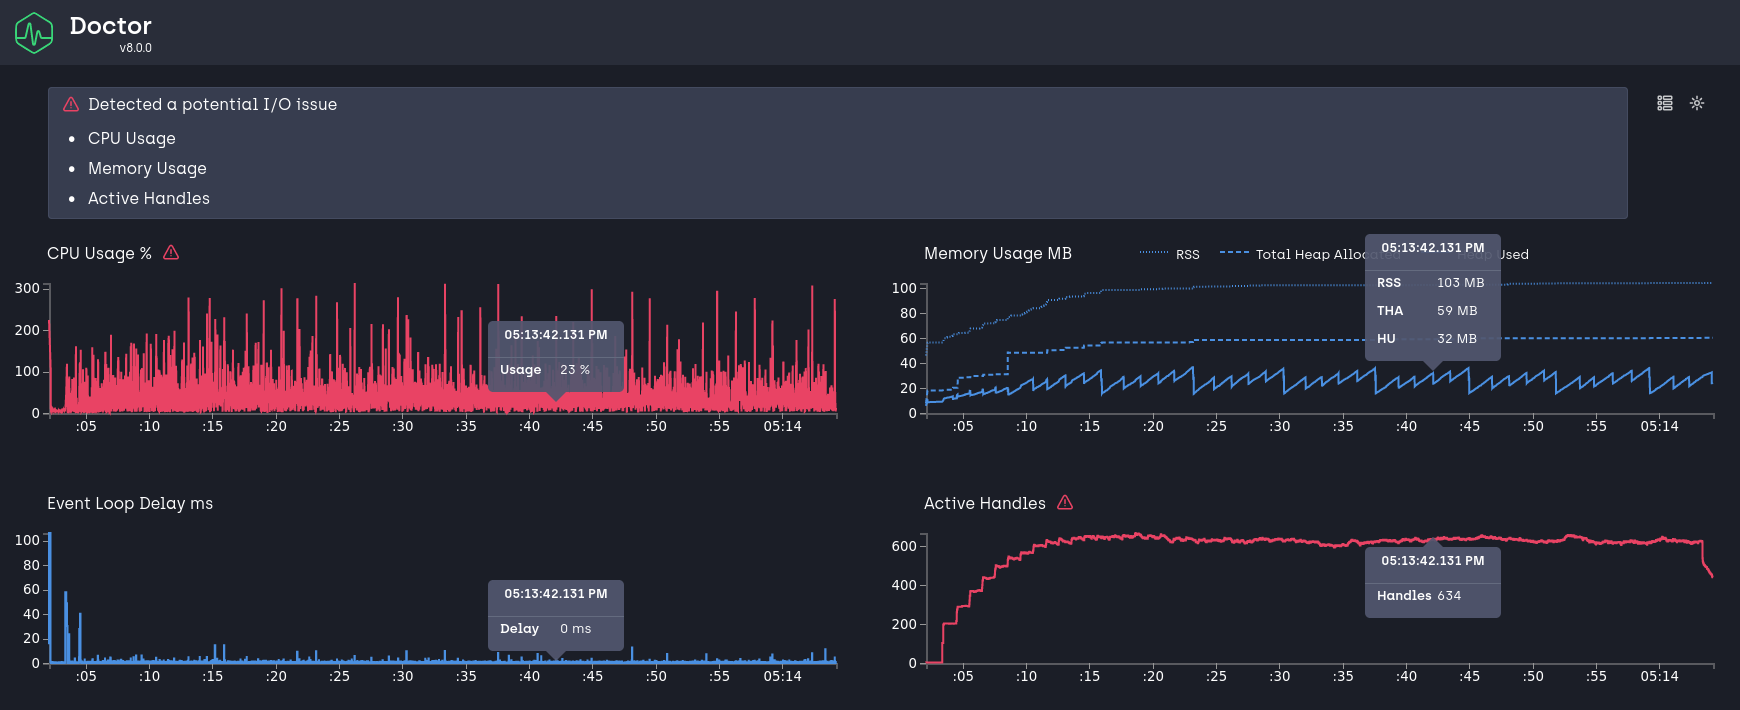 Doctor
v8.0.0
Detected a potential I/O issue
• CPU Usage
• Memory Usage
• Active Handles
CPU Usage %
300
200
100
0
:05 :10 :15 :20 :25 :30 :35 :40 :45 :50 :55 05:14
05:13:42.131 PM
Usage 23 %
Memory Usage MB
RSS Total Heap Allocated Heap Used
100
80
60
40
20
0
:05 :10 :15 :20 :25 :30 :35 :40 :45 :50 :55 05:14
05:13:42.131 PM
RSS 103 MB
THA 59 MB
HU 32 MB
Event Loop Delay ms
100
80
60
40
20
0
:05 :10 :15 :20 :25 :30 :35 :40 :45 :50 :55 05:14
05:13:42.131 PM
Delay 0 ms
Active Handles
600
400
200
0
:05 :10 :15 :20 :25 :30 :35 :40 :45 :50 :55 05:14
05:13:42.131 PM
Handles 634